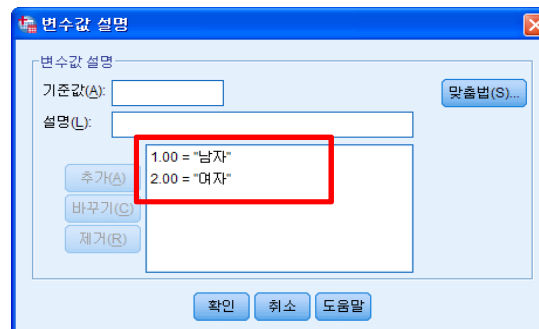 변수값 설명
변수값 설명
기준값(A):
맞춤법(S)...
설명(L):
1.00 = "남자"
2.00 = "여자"
추가(A)
바꾸기(C)
제거(R)
확인 취소 도움말